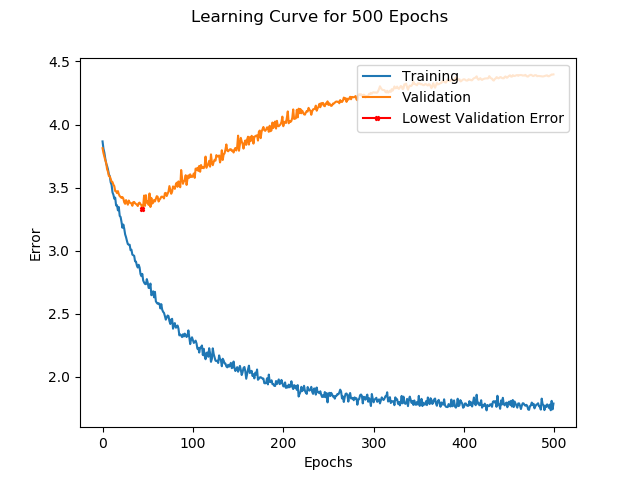 Learning Curve for 500 Epochs
4.5
4.0
3.5
3.0
2.5
2.0
Error
Training
Validation
Lowest Validation Error
0
100
200
300
400
500
Epochs